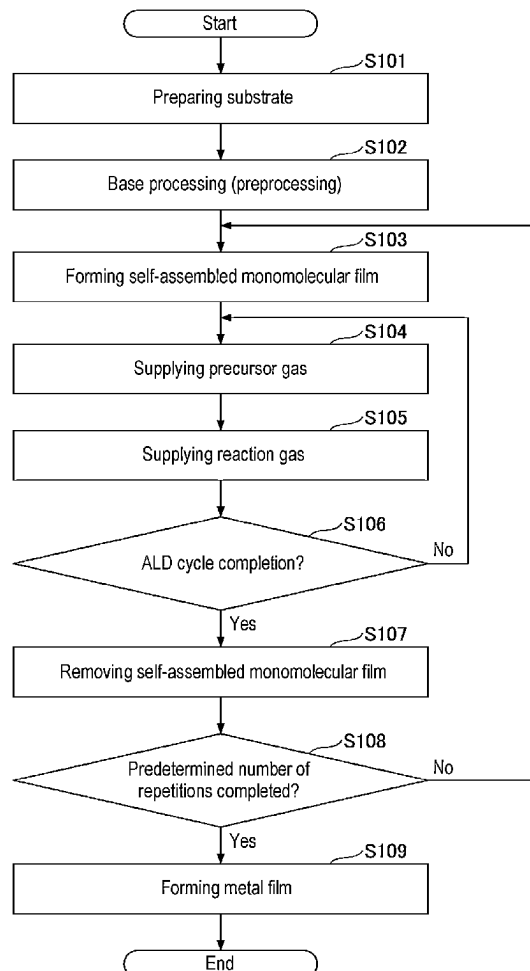 Start
S101
Preparing substrate
S102
Base processing (preprocessing)
S103
Forming self-assembled monomolecular film
S104
Supplying precursor gas
S105
Supplying reaction gas
S106
ALD cycle completion?
No
Yes
S107
Removing self-assembled monomolecular film
S108
Predetermined number of
repetitions completed?
No
Yes
S109
Forming metal film
End